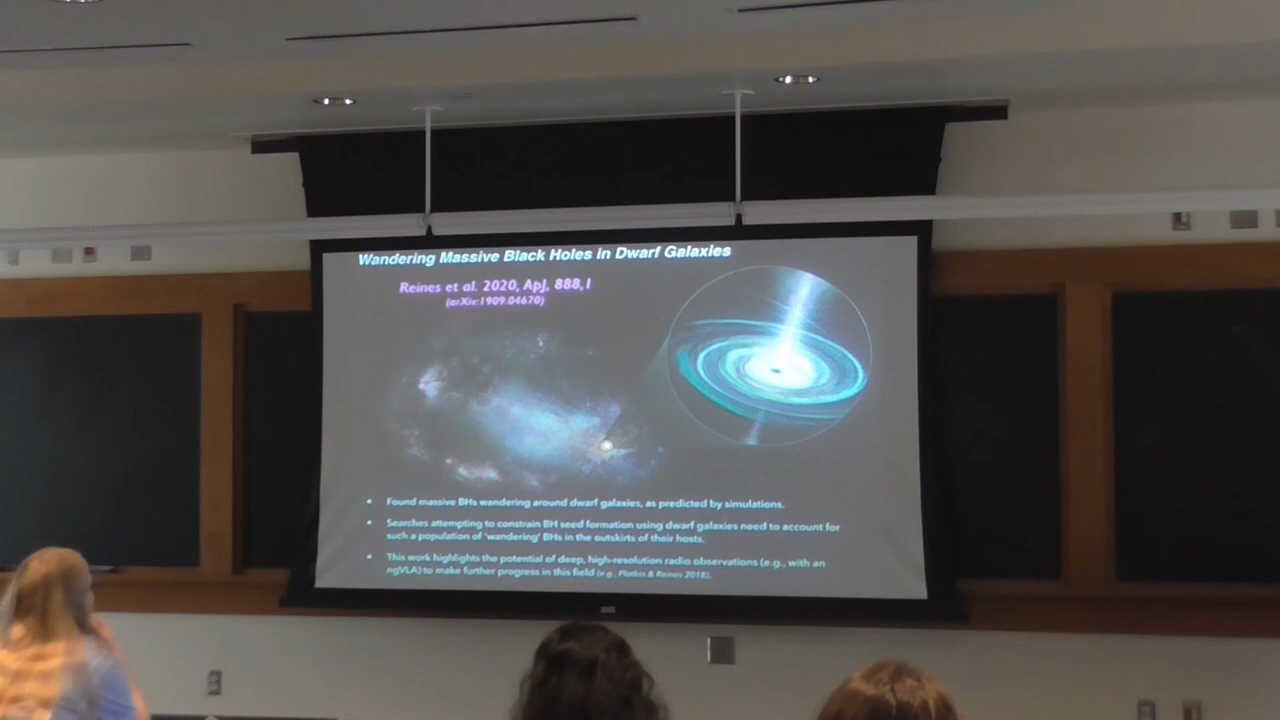 Wandering Massive Black Holes in Dwarf Galaxies
Reines et al. 2020, ApJ, 888,1
(arXiv:1909.04670)
• Found massive BHs wandering around dwarf galaxies, as predicted by simulations.
• Searches attempting to constrain BH seed formation using dwarf galaxies need to account for
such a population of 'wandering' BHs in the outskirts of their hosts.
• This work highlights the potential of deep, high-resolution radio observations (e.g., with an
ngVLA) to make further progress in this field (e.g., Plotkin & Reines 2018).